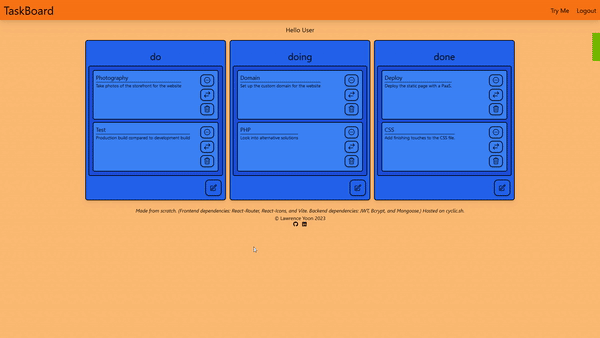 TaskBoard
Try Me Logout
Hello User
do
Photography
Take photos of the storefront for the website
Test
Production build compared to development build
doing
Domain
Set up the custom domain for the website
PHP
Look into alternative solutions
done
Deploy
Deploy the static page with a PaaS.
CSS
Add finishing touches to the CSS file.
Made from scratch. (Frontend dependencies: React-Router, React-Icons, and Vite. Backend dependencies: JWT, Bcrypt, and Mongoose.) Hosted on cyclic.sh.
© Lawrence Yoon 2023